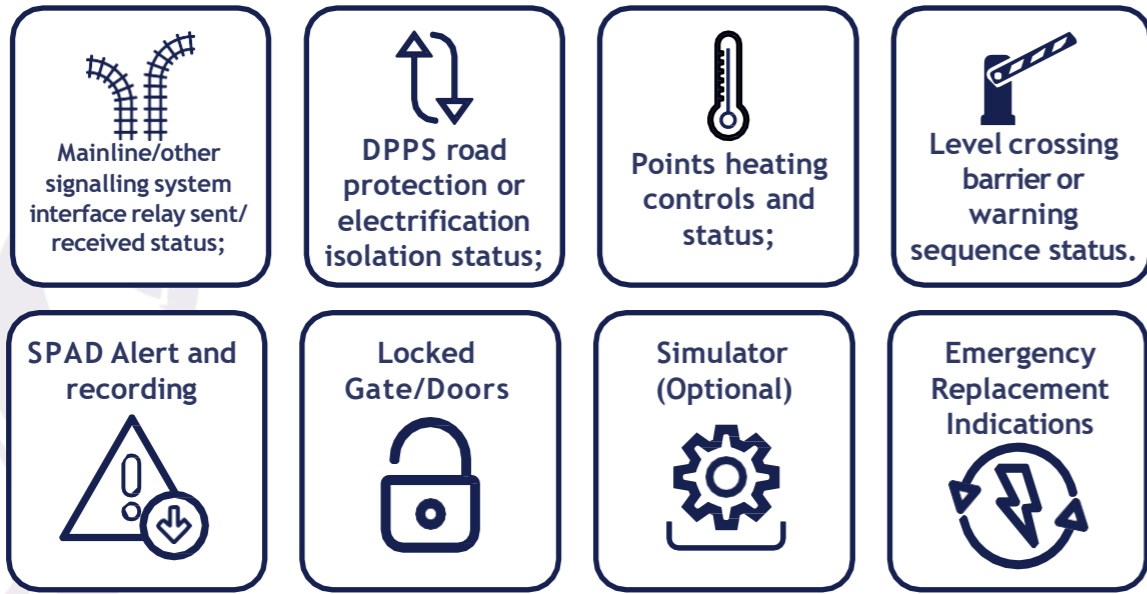 Mainline/other
signalling system
interface relay sent/
received status;
DPPS road
protection or
electrification
isolation status;
Points heating
controls and
status;
Level crossing
barrier or
warning
sequence status.
SPAD Alert and
recording
Locked
Gate/Doors
Simulator
(Optional)
Emergency
Replacement
Indications